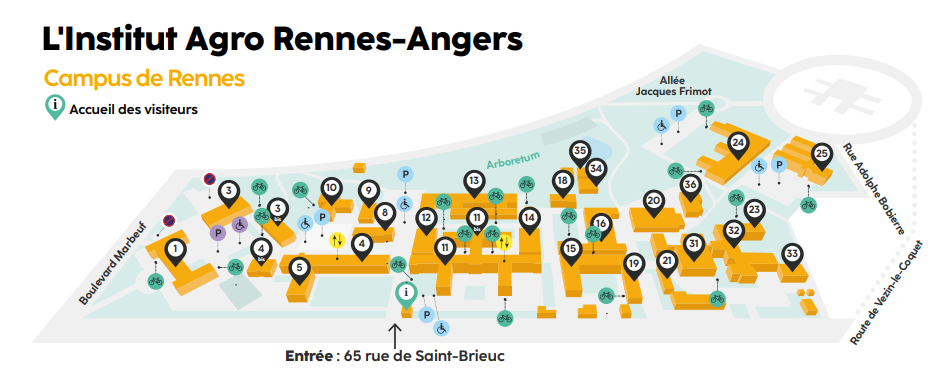 L'Institut Agro Rennes-Angers
Campus de Rennes
i Accueil des visiteurs
Allée
Jacques Frimot
P
24
35
Arboretum
34
25
P
P
Rue Adolphe Bobierre
3
10
9
13
18
36
3
bis
8
12
11
bis
14
20
23
P
P
16
32
Boulevard Marbeuf
1
4
bis
4
11
15
31
33
5
19
21
Route de Vezin-le-Coquet
i
P
Entrée : 65 rue de Saint-Brieuc